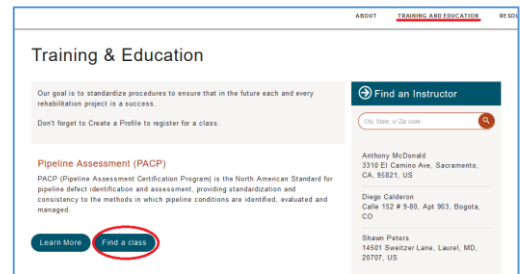 ABOUT TRAINING AND EDUCATION
Training & Education
Our goal is to standardize procedures to ensure that in the future each and every
rehabilitation project is a success.
Don't forget to Create a Profile to register for a class.
Pipeline Assessment (PACP)
PACP (Pipeline Assessment Certification Program) is the North American Standard for
pipeline defect identification and assessment, providing standardization and
consistency to the methods in which pipeline conditions are identified, evaluated and
managed.
Learn More Find a class
Find an Instructor
City, State, or Zip code
Anthony McDonald
3310 El Camino Ave, Sacramento,
CA, 95821, US
Diego Calderon
Calle 152 # 9-80, Apt 903, Bogota,
CO
Shawn Peters
14501 Sweitzer Lane, Laurel, MD,
20707, US